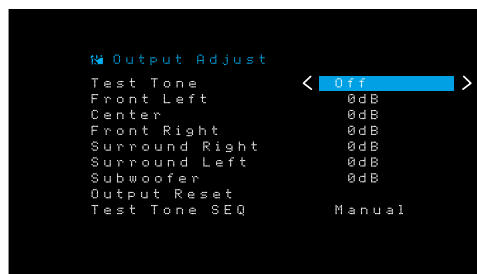 Output Adjust
Test Tone < Off >
Front Left 0dB
Center 0dB
Front Right 0dB
Surround Right 0dB
Surround Left 0dB
Subwoofer 0dB
Output Reset
Test Tone SEQ Manual